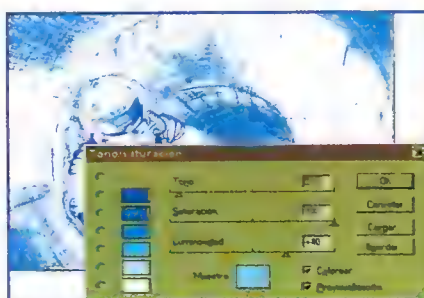 Tono/saturación
Tono
OK
Saturación
Cancelar
Luminosidad
+40
Cargar
Guardar
Muestra
Colorear
Previsualización